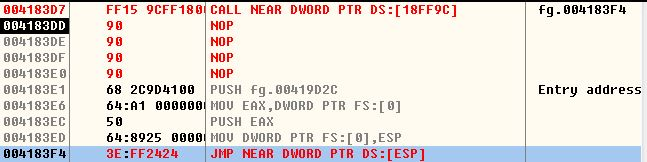 004183D7 FF15 9CFF1800 CALL NEAR DWORD PTR DS:[18FF9C] fg.004183F4
004183DD 90 NOP
004183DE 90 NOP
004183DF 90 NOP
004183E0 90 NOP
004183E1 68 2C9D4100 PUSH fg.00419D2C Entry address
004183E6 64:A1 0000000 MOV EAX,DWORD PTR FS:[0]
004183EC 50 PUSH EAX
004183ED 64:8925 0000 MOV DWORD PTR FS:[0],ESP
004183F4 3E:FF2424 JMP NEAR DWORD PTR DS:[ESP]